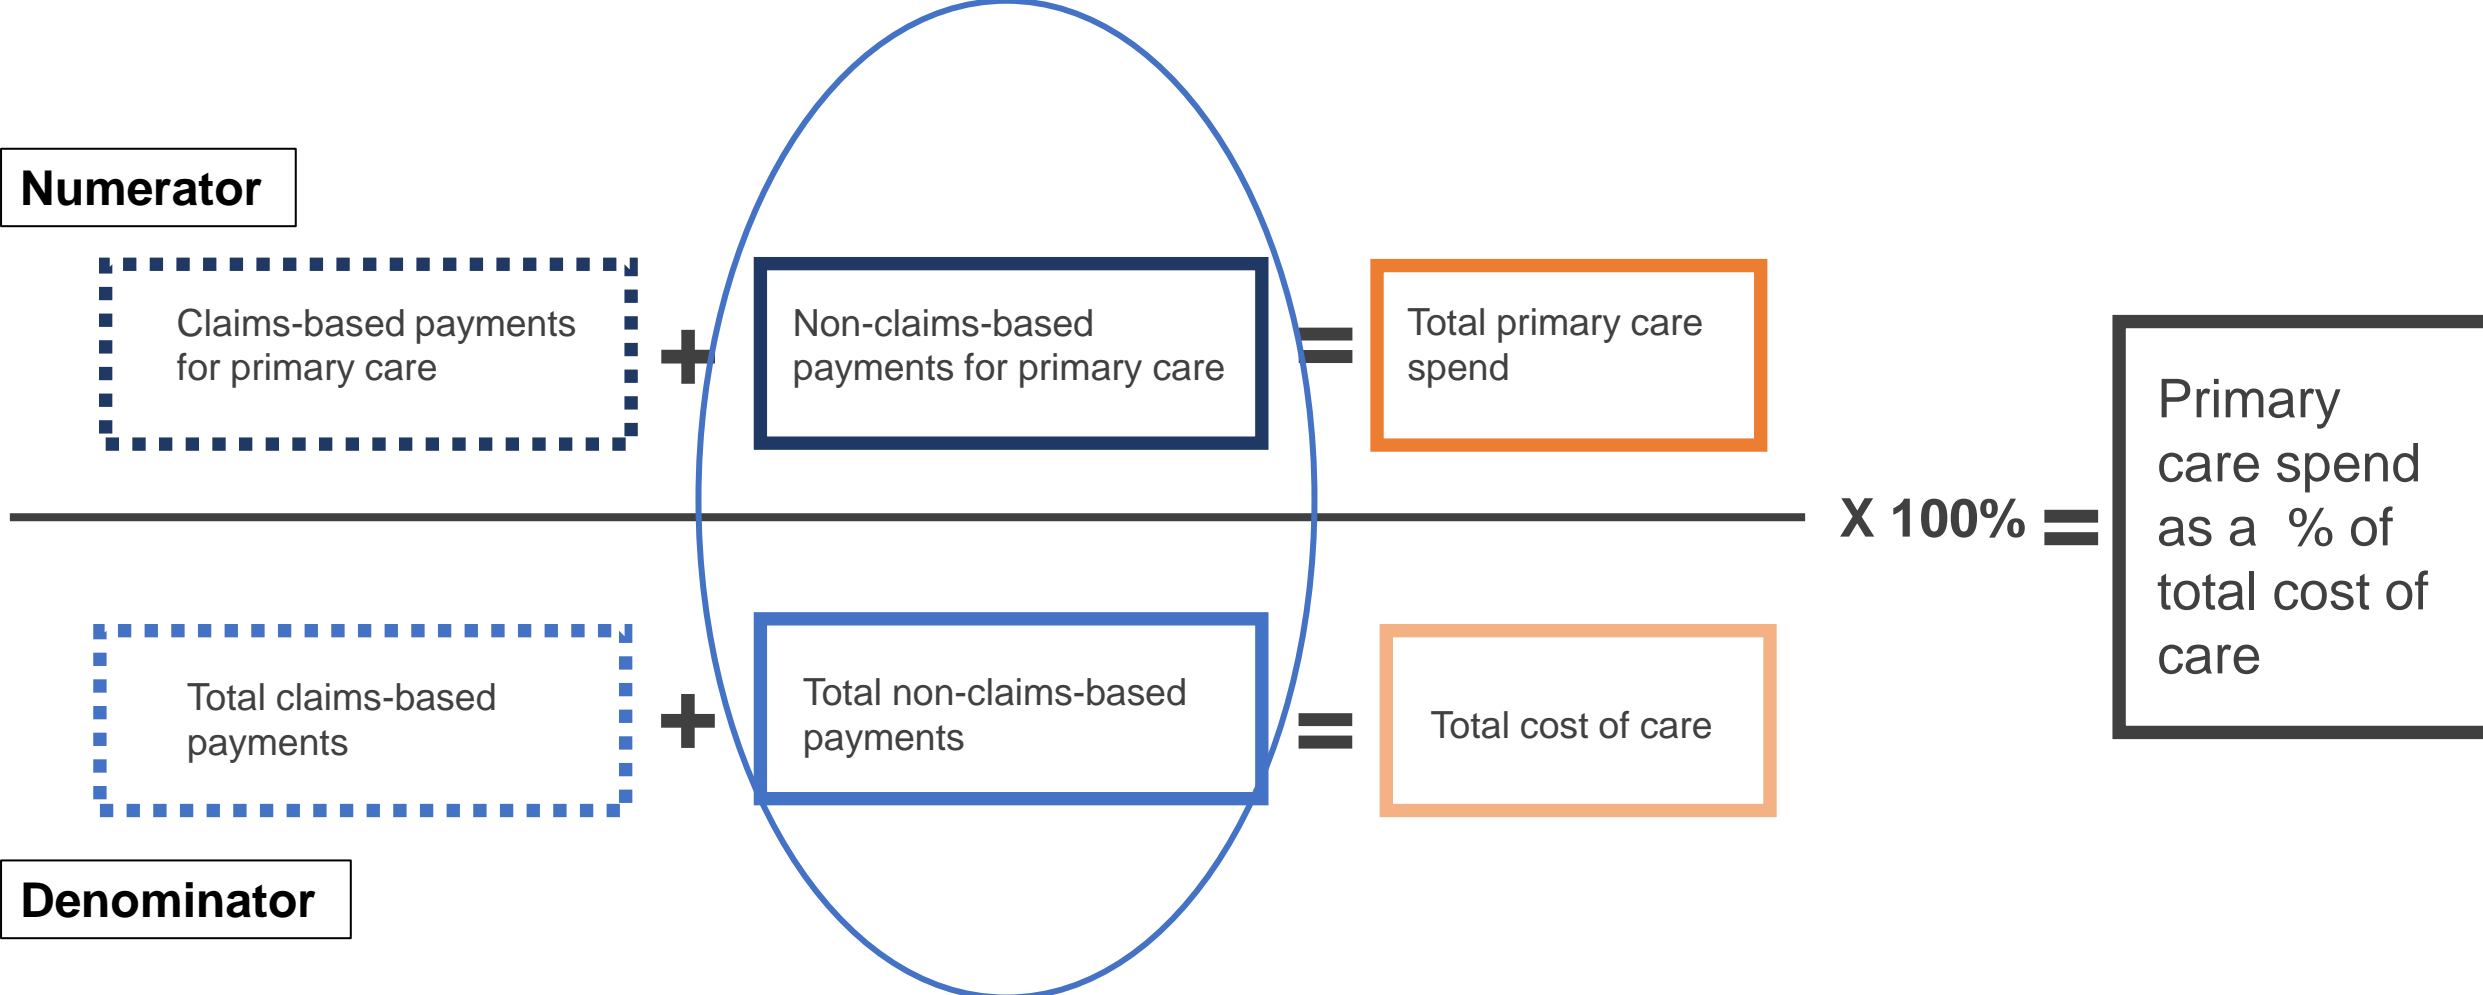 Numerator
Claims-based payments
for primary care
+
Non-claims-based
payments for primary care
=
Total primary care
spend
X 100% =
Primary
care spend
as a % of
total cost of
care
Total claims-based
payments
+
Total non-claims-based
payments
=
Total cost of care
Denominator